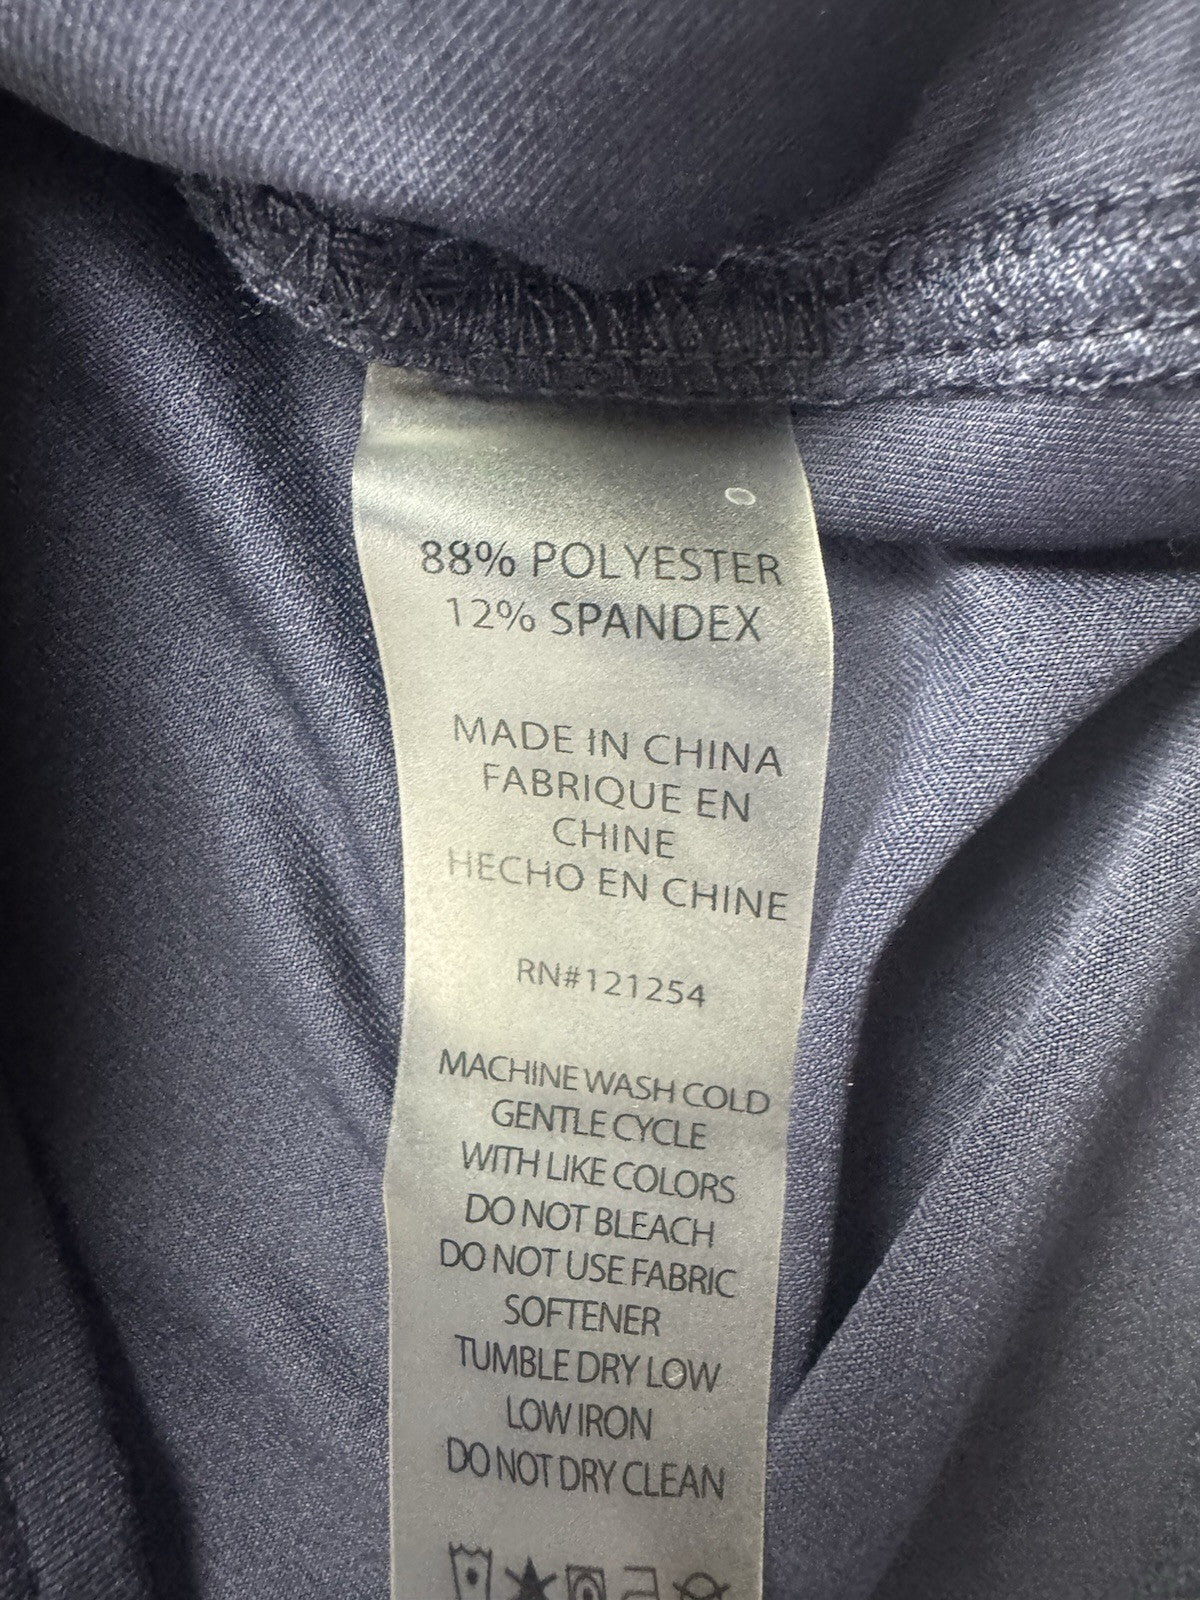 88% POLYESTER
12% SPANDEX
MADE IN CHINA
FABRIQUE EN
CHINE
HECHO EN CHINE
RN#121254
MACHINE WASH COLD
GENTLE CYCLE
WITH LIKE COLORS
DO NOT BLEACH
DO NOT USE FABRIC
SOFTENER
TUMBLE DRY LOW
LOW IRON
DO NOT DRY CLEAN